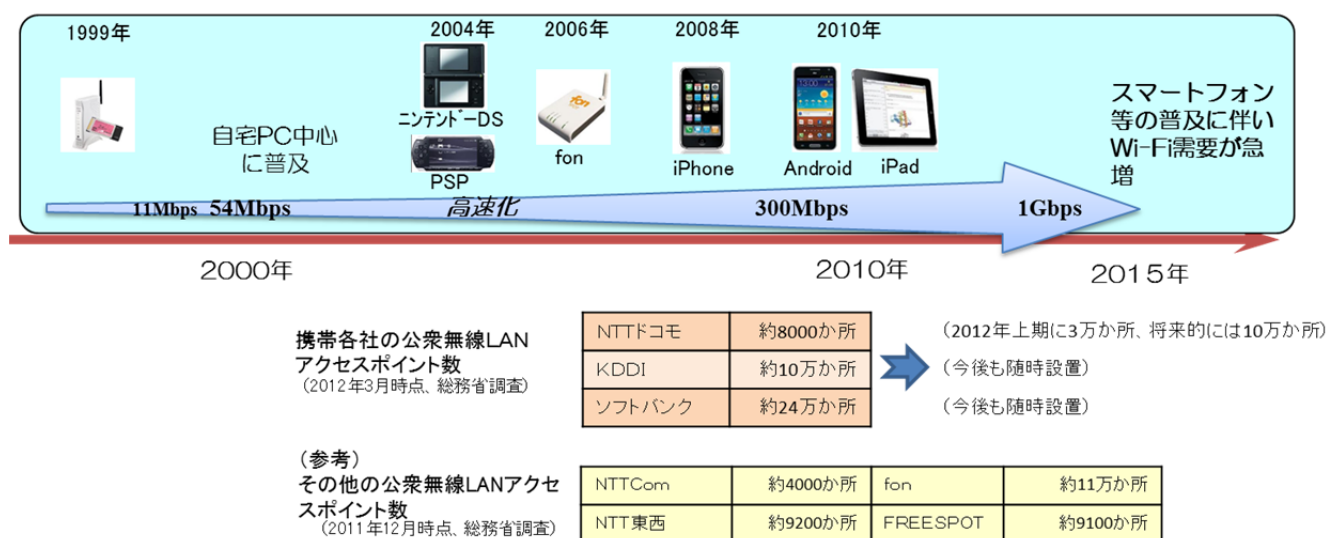 1999年
2004年
2006年
2008年
2010年
自宅PC中心
に普及
ニンテンドーDS
PSP
fon
fon
iPhone
Android
iPad
スマートフォン
等の普及に伴い
Wi-Fi需要が急
増
11Mbps 54Mbps 高速化 300Mbps 1Gbps
2000年 2010年 2015年
携帯各社の公衆無線LAN
アクセスポイント数
(2012年3月時点、総務省調査)
NTTドコモ 約8000か所 (2012年上期に3万か所、将来的には10万か所)
KDDI 約10万か所 (今後も随時設置)
ソフトバンク 約24万か所 (今後も随時設置)
(参考)
その他の公衆無線LANアクセ
スポイント数
(2011年12月時点、総務省調査)
NTTCom 約4000か所 fon 約11万か所
NTT東西 約9200か所 FREESPOT 約9100か所